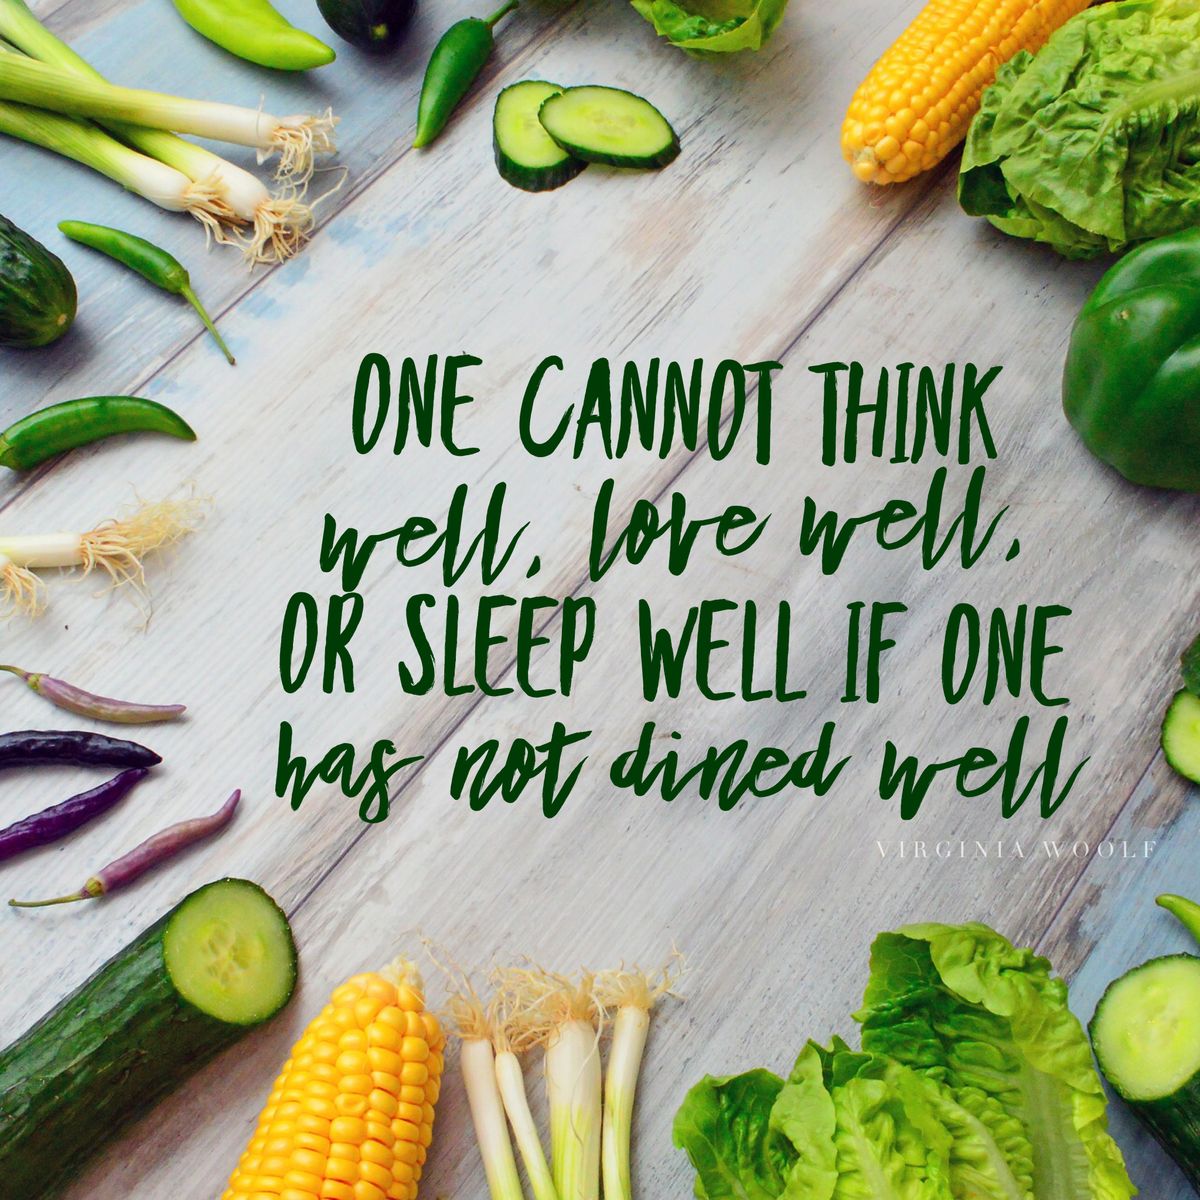 ONE CANNOT THINK
well, love well,
OR SLEEP WELL IF ONE
has not dined well
VIRGINIA WOOLF